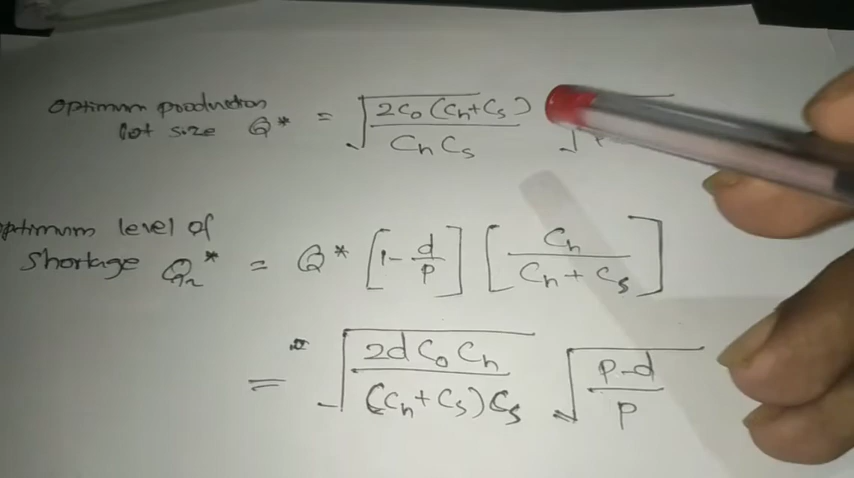 Optimum production
lot size Q* = √(2C₀(Cₕ+Cₛ) / CₕCₛ) √
optimum level of
Shortage Q₂* = Q* [1 - d/p] [Cₕ / (Cₕ + Cₛ)]
= √(2dC₀Cₕ / ((Cₕ+Cₛ)Cₛ)) √((p-d) / p)